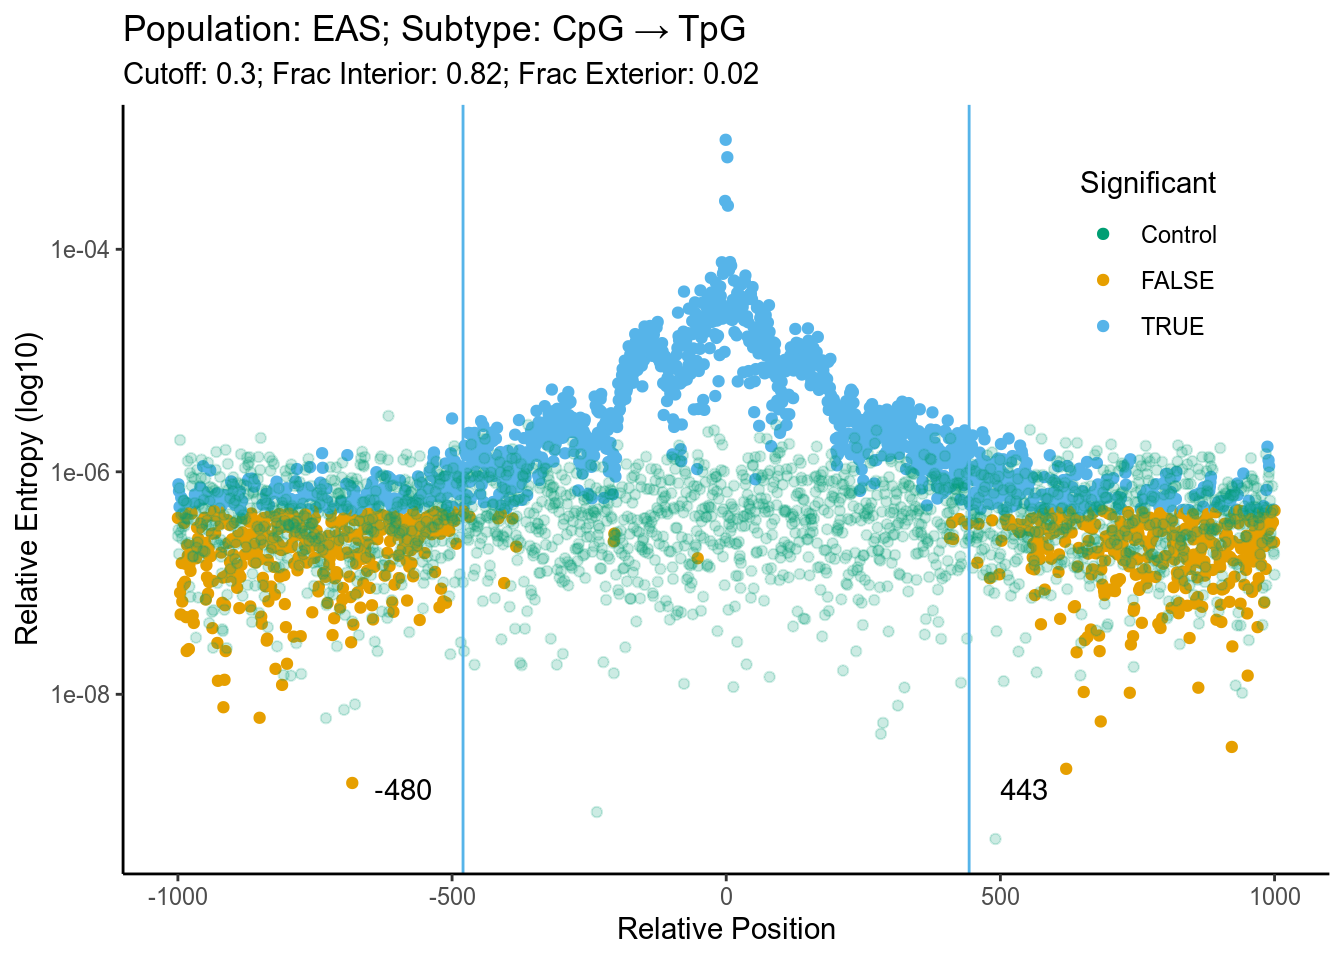 Population: EAS; Subtype: CpG → TpG
Cutoff: 0.3; Frac Interior: 0.82; Frac Exterior: 0.02
Significant
Control
FALSE
TRUE
1e-04
1e-06
1e-08
Relative Entropy (log10)
-480
443
-1000
-500
0
500
1000
Relative Position